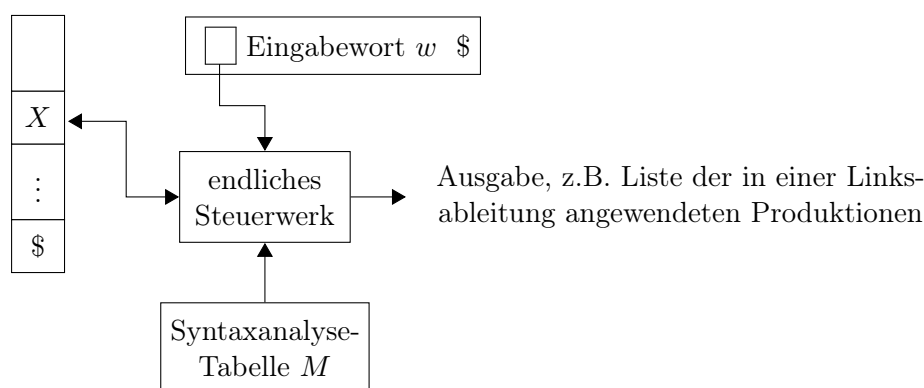 Eingabewort w $
X
⋮
$
endliches
Steuerwerk
Ausgabe, z.B. Liste der in einer Links-
ableitung angewendeten Produktionen
Syntaxanalyse-
Tabelle M